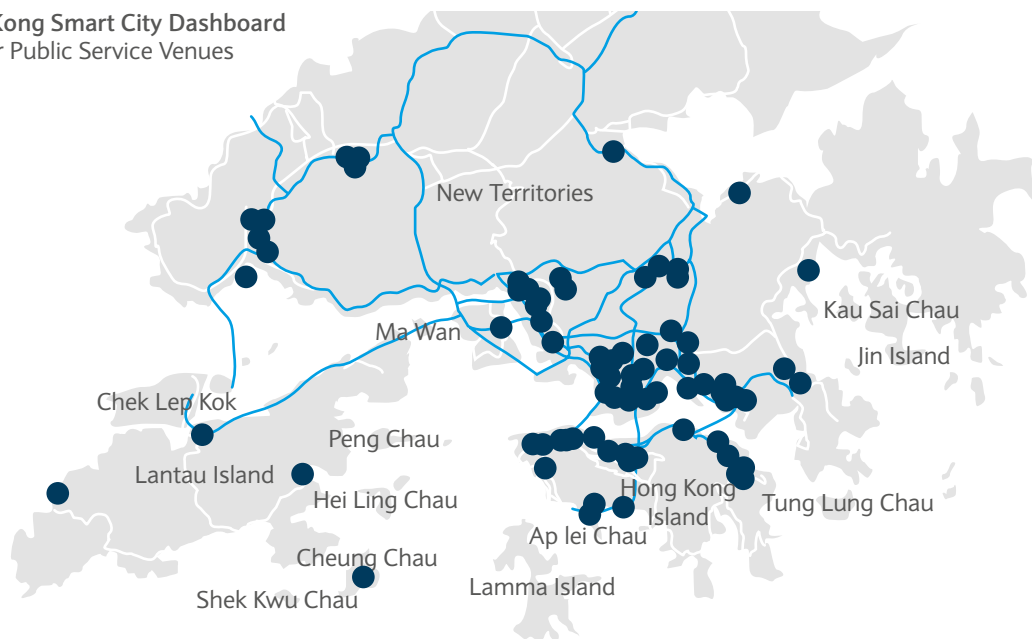 Kong Smart City Dashboard
Public Service Venues
New Territories
Kau Sai Chau
Ma Wan
Jin Island
Chek Lep Kok
Peng Chau
Lantau Island
Hong Kong
Island
Hei Ling Chau
Tung Lung Chau
Ap lei Chau
Cheung Chau
Lamma Island
Shek Kwu Chau